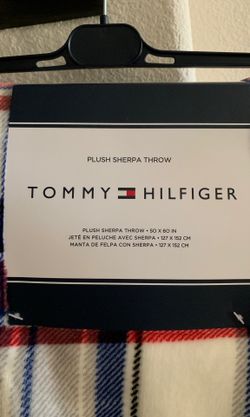 PLUSH SHERPA THROW
TOMMY HILFIGER
PLUSH SHERPA THROW • 50 X 60 IN
JETÉ EN PELUCHE AVEC SHERPA • 127 X 152 CM
MANTA DE FELPA CON SHERPA • 127 X 152 CM